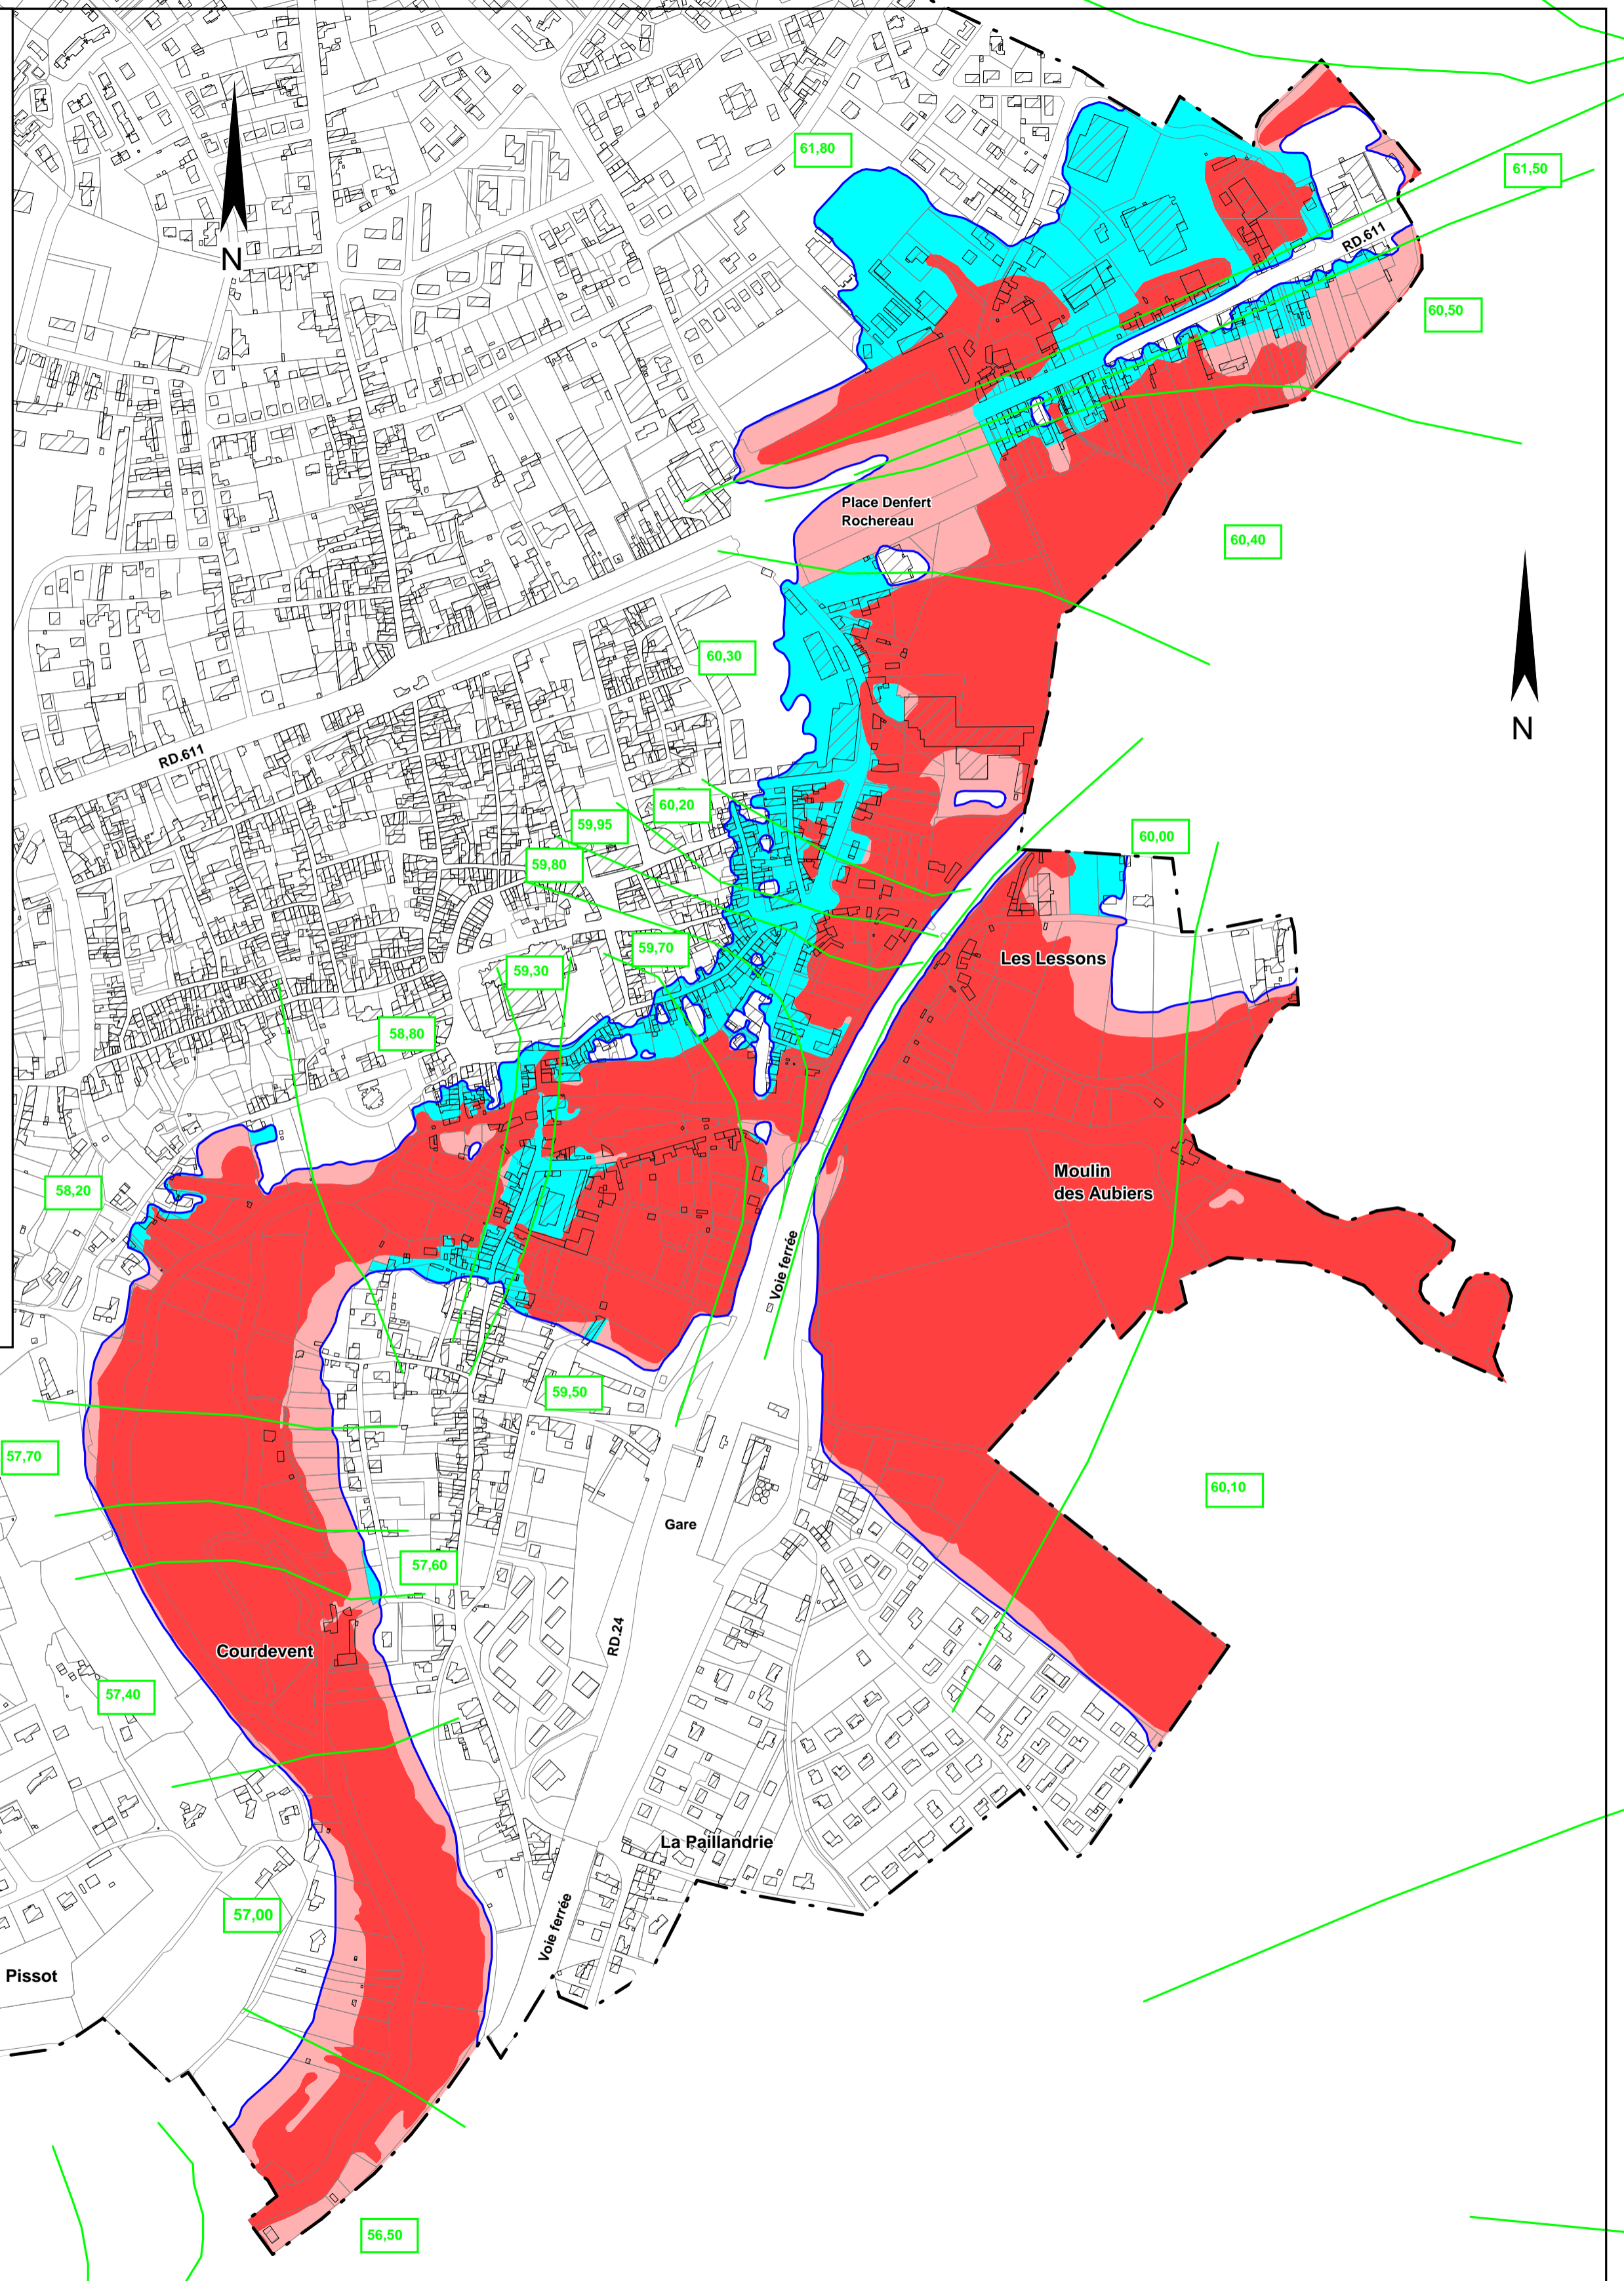 61,80
61,50
RD.611
N
60,50
Place Denfert
Rochereau
60,40
60,30
N
RD.611
60,20
59,95
60,00
59,80
59,70
Les Lessons
59,30
58,80
Moulin
des Aubiers
58,20
Voie ferrée
59,50
57,70
60,10
Gare
57,60
RD.24
Courdevent
57,40
La Paillandrie
57,00
Voie ferrée
Pissot
56,50